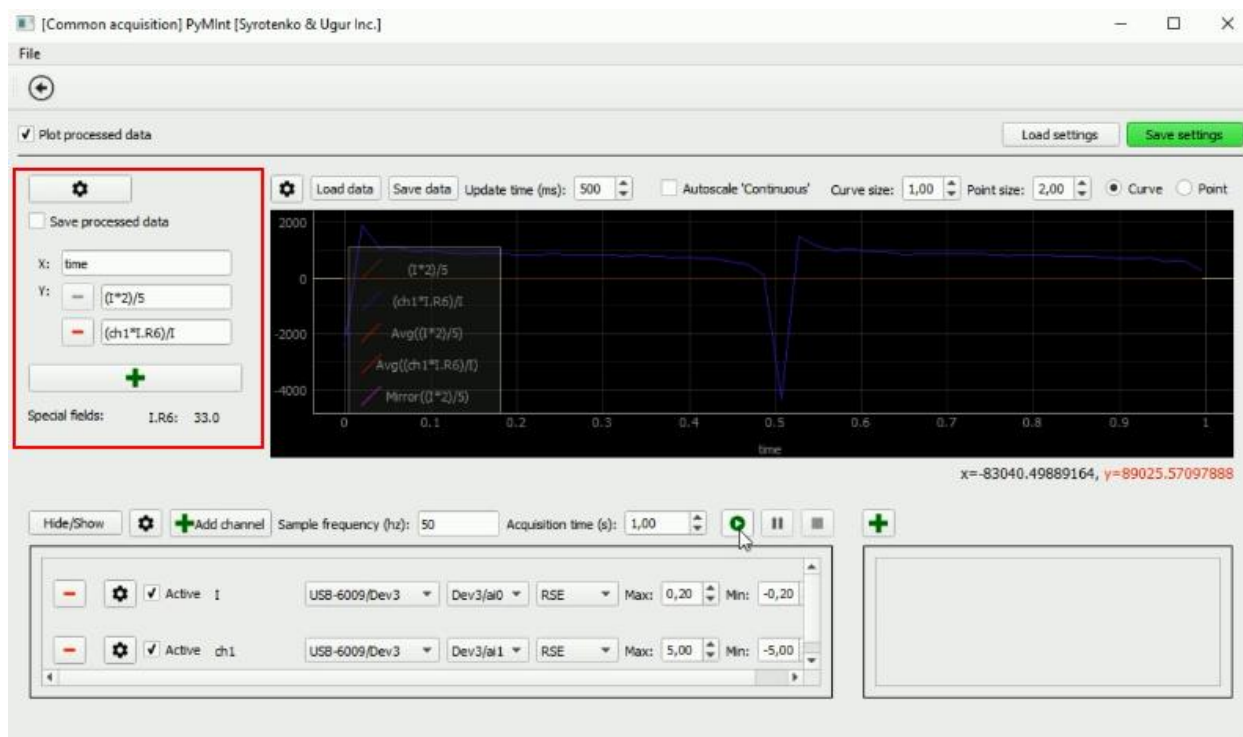 [Common acquisition] PyMInt [Syrotenko & Ugur Inc.]
File
Plot processed data
Load settings
Save settings
Save processed data
X: time
Y: (I*2)/5
(ch1*I.R6)/I
Special fields: I.R6: 33.0
Load data Save data Update time (ms): 500 Autoscale 'Continuous' Curve size: 1,00 Point size: 2,00 Curve Point
2000
0
-2000
-4000
(I*2)/5
(ch1*I.R6)/I
Avg((I*2)/5)
Avg((ch1*I.R6)/I)
Mirror((I*2)/5)
0 0.1 0.2 0.3 0.4 0.5 0.6 0.7 0.8 0.9 1
time
x=-83040.49889164, y=89025.57097888
Hide/Show Add channel Sample frequency (hz): 50 Acquisition time (s): 1,00
Active I USB-6009/Dev3 Dev3/ai0 RSE Max: 0,20 Min: -0,20
Active ch1 USB-6009/Dev3 Dev3/ai1 RSE Max: 5,00 Min: -5,00